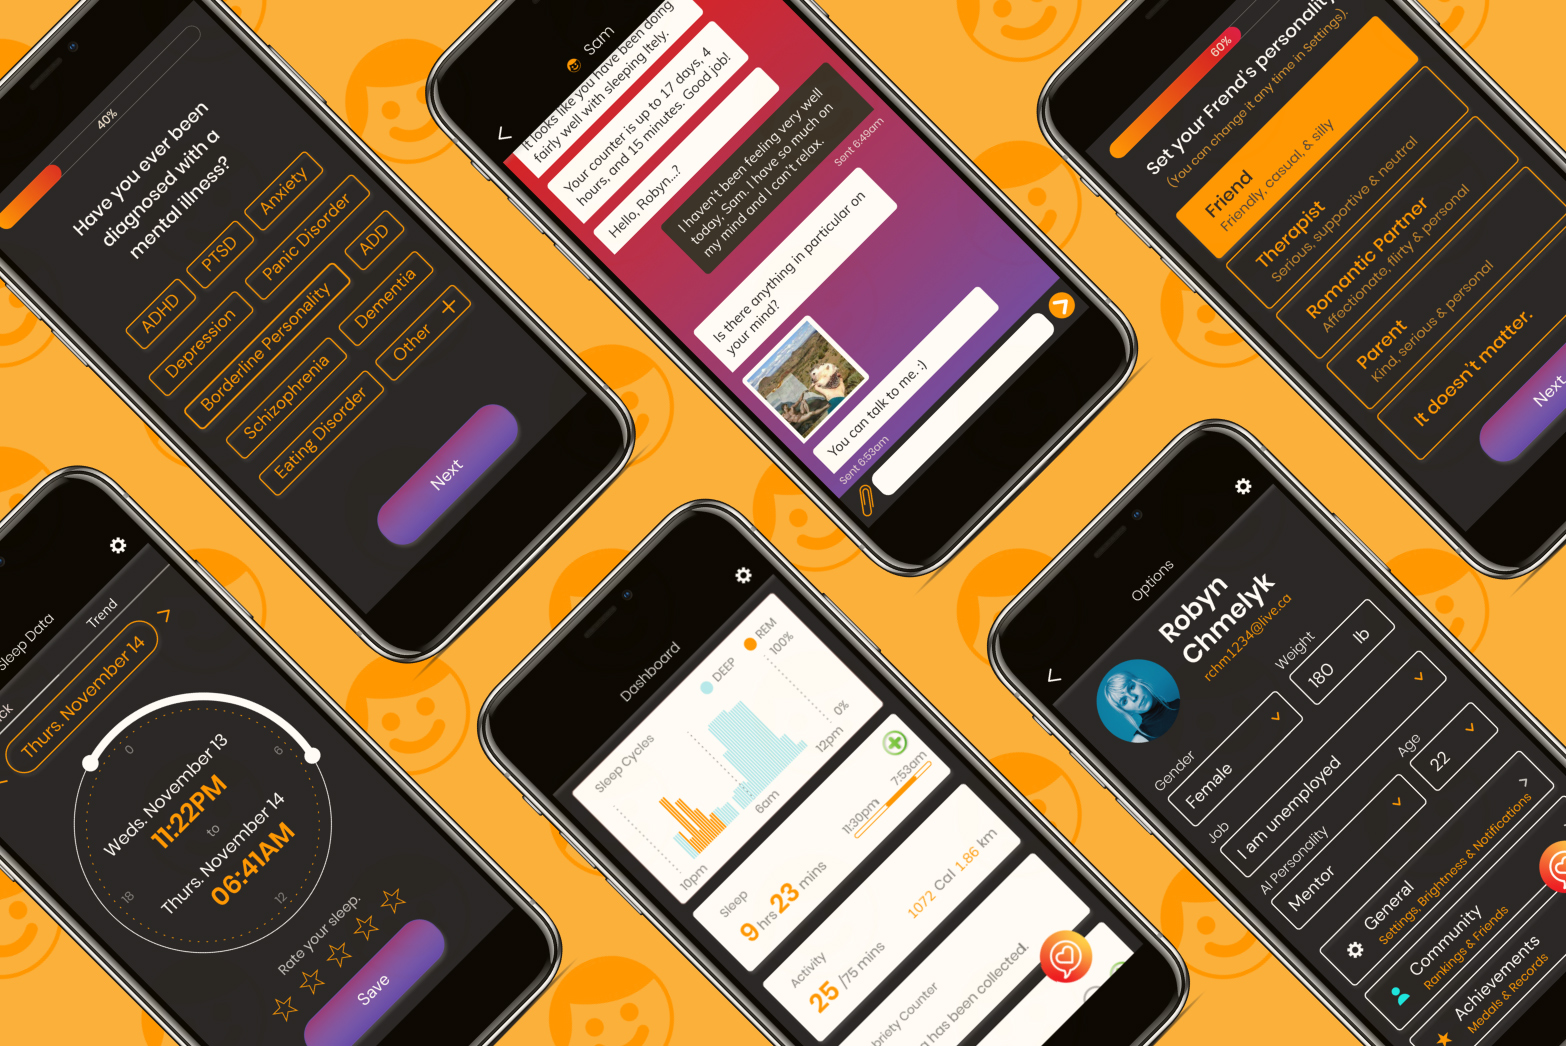 40%
Have you ever been
diagnosed with a
mental illness?
ADHD
PTSD
Anxiety
Depression
Panic Disorder
Borderline Personality
ADD
Schizophrenia
Dementia
Eating Disorder
Other +
Next
Sam
It looks like you have been doing
fairly well with sleeping ltely.
Your counter is up to 17 days, 4
hours, and 15 minutes. Good job!
Hello, Robyn..?
I haven't been feeling very well
today, Sam. I have so much on
my mind and I can't relax.
Sent 6:49am
Is there anything in particular on
your mind?
You can talk to me. :)
Sent 6:53am
60%
Set your Frend's personality
(You can change it any time in Settings).
Friend
Friendly, casual, & silly
Therapist
Serious, supportive & neutral
Romantic Partner
Affectionate, flirty & personal
Parent
Kind, serious & personal
It doesn't matter.
Next
Sleep Data
Trend
Thurs. November 14
0
6
12
18
Weds. November 13
11:22PM
to
Thurs. November 14
06:41AM
Rate your sleep.
Save
Dashboard
Sleep Cycles
DEEP
REM
100%
0%
10pm
6am
12pm
Sleep
9 hrs 23 mins
11:30pm
7:53am
Activity
25 /75 mins
1072 Cal 1.86 km
has been collected.
Options
Robyn
Chmelyk
rchm1234@live.ca
Gender
Female
Weight
180 lb
Job
I am unemployed
Age
22
AI Personality
Mentor
General
Settings, Brightness & Notifications
Community
Rankings & Friends
Achievements
Medals & Records